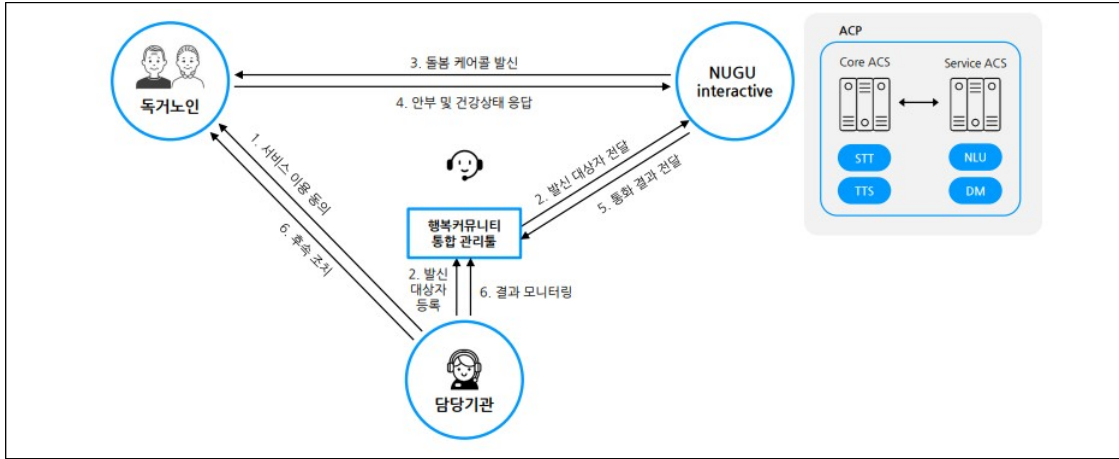 3. 돌봄 케어콜 발신
4. 안부 및 건강상태 응답
독거노인
NUGU
interactive
1. 서비스 이용 동의
6. 후속 조치
2. 발신 대상자 전달
5. 통화 결과 전달
행복커뮤니티
통합 관리툴
2. 발신
대상자
등록
6. 결과 모니터링
담당기관
ACP
Core ACS
Service ACS
STT
NLU
TTS
DM